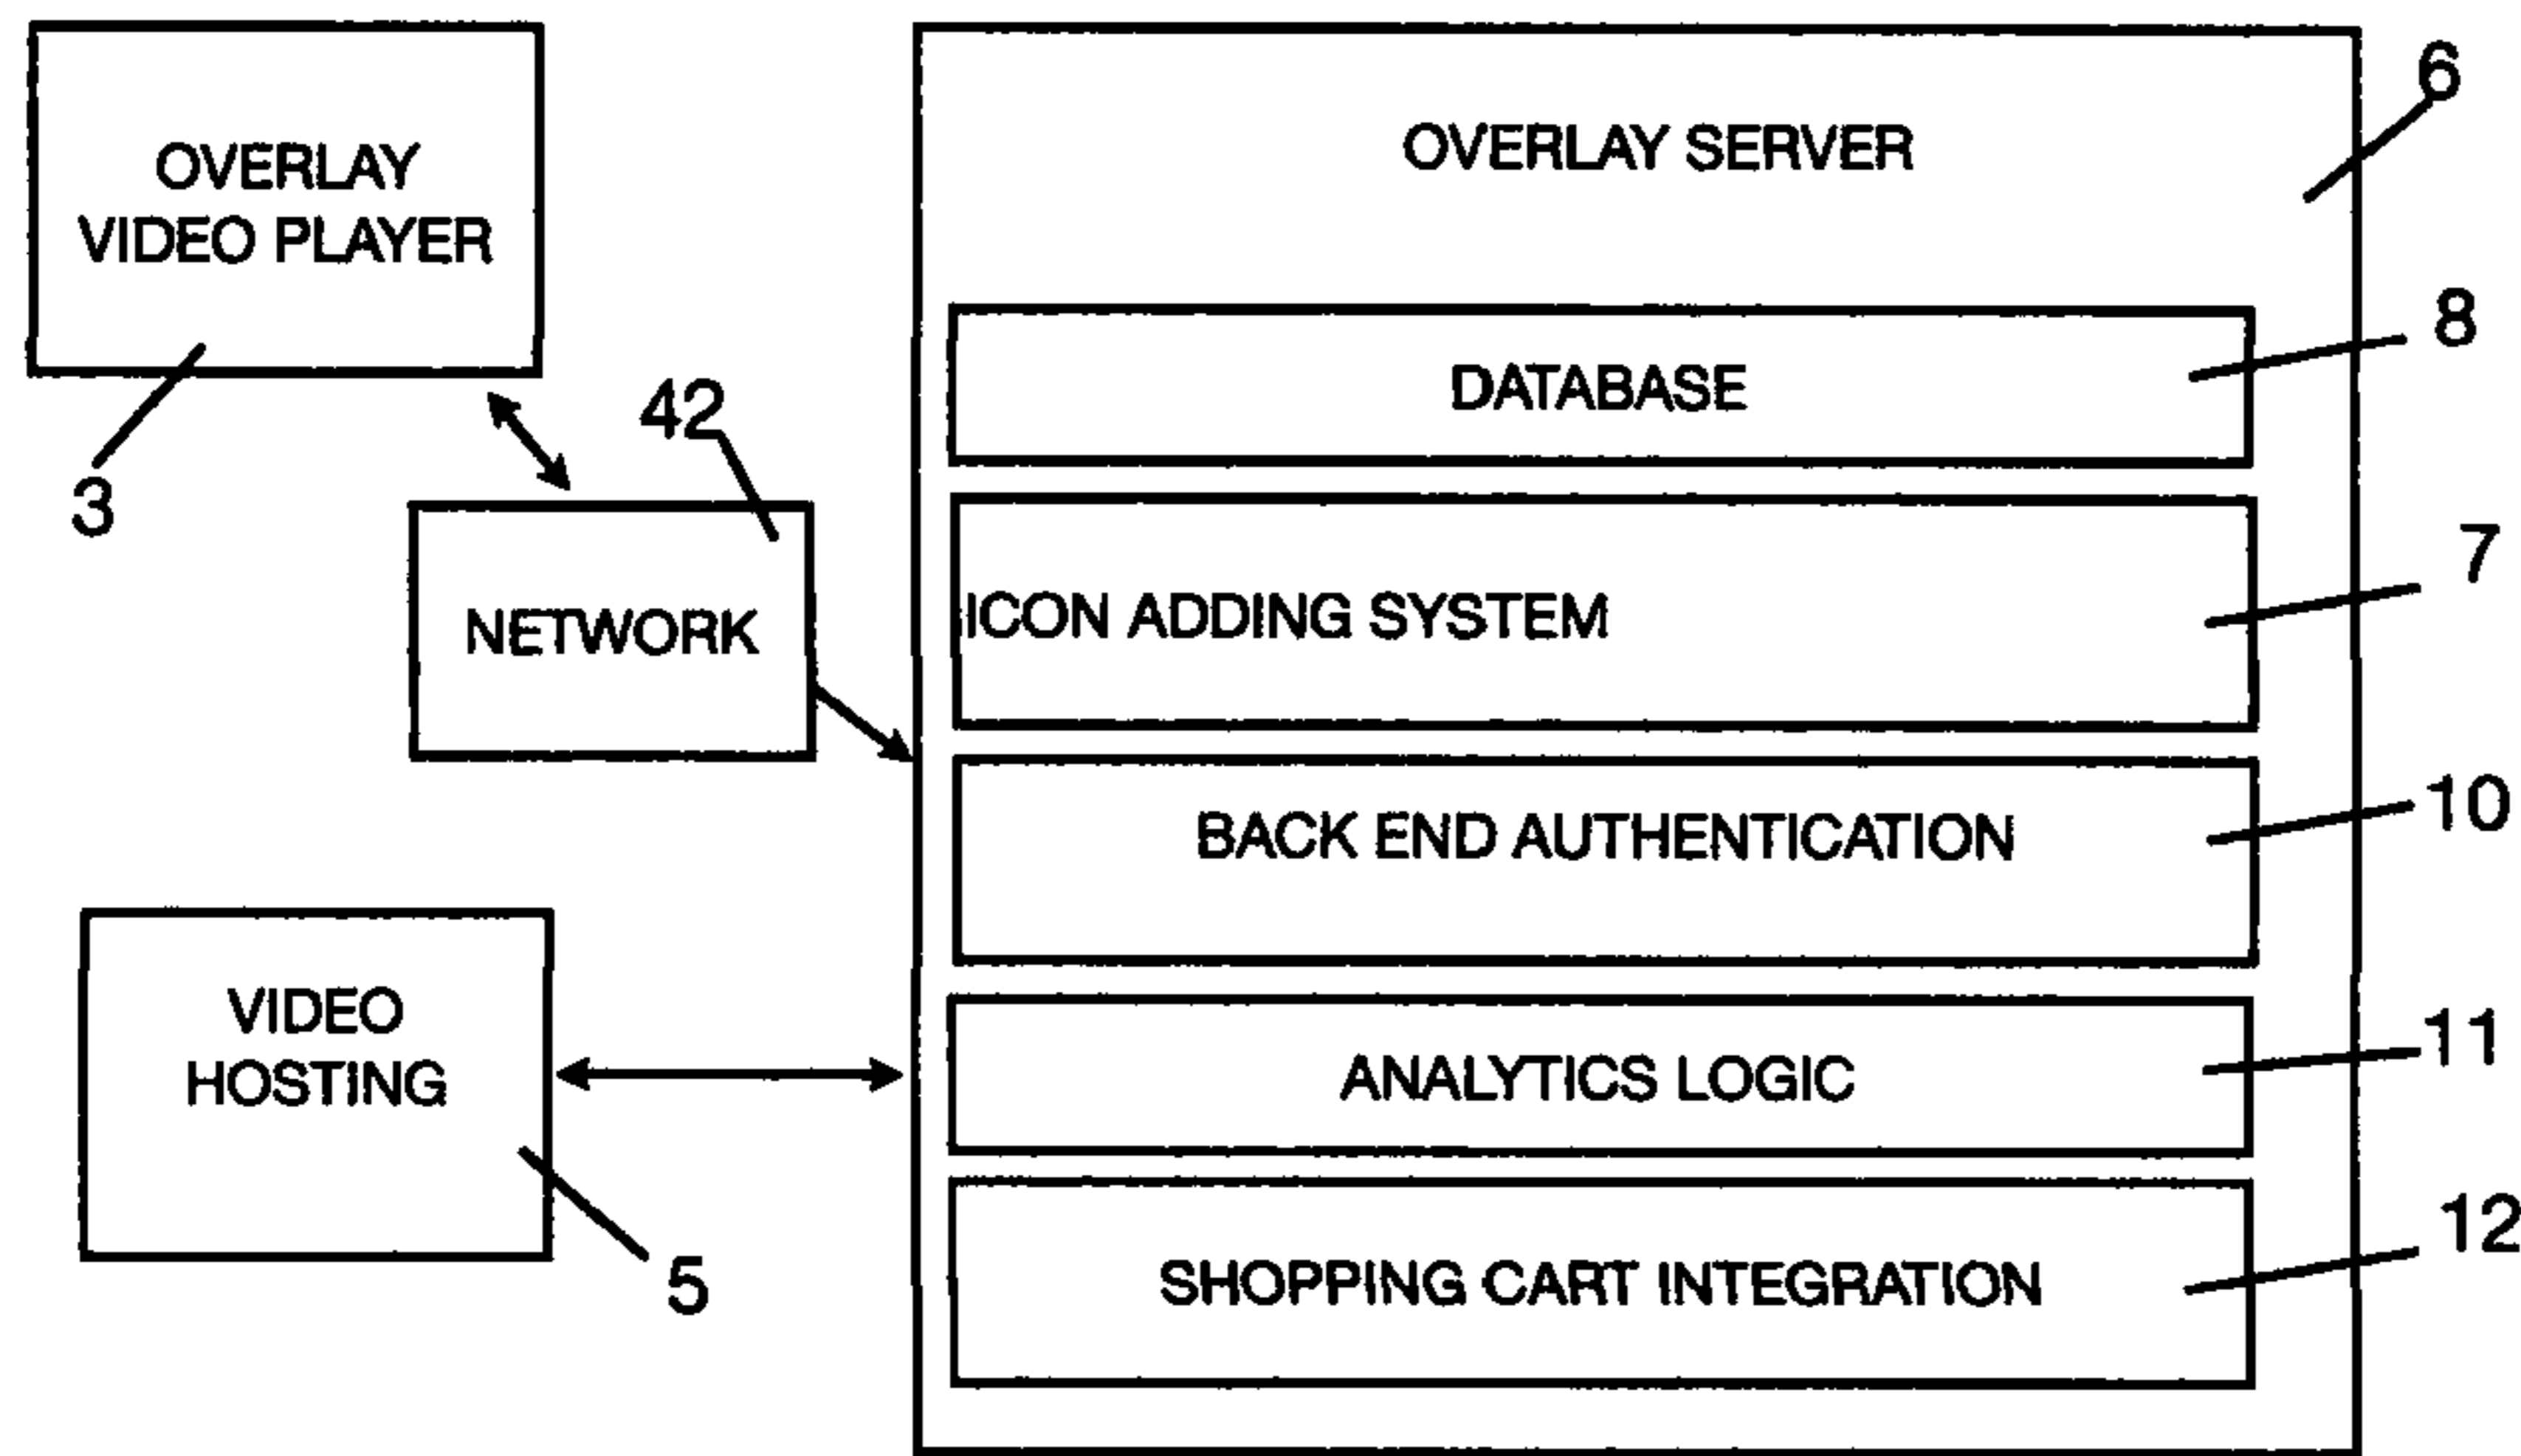 OVERLAY
VIDEO PLAYER
3
42
NETWORK
VIDEO
HOSTING
5
OVERLAY SERVER
6
DATABASE
8
ICON ADDING SYSTEM
7
BACK END AUTHENTICATION
10
ANALYTICS LOGIC
11
SHOPPING CART INTEGRATION
12